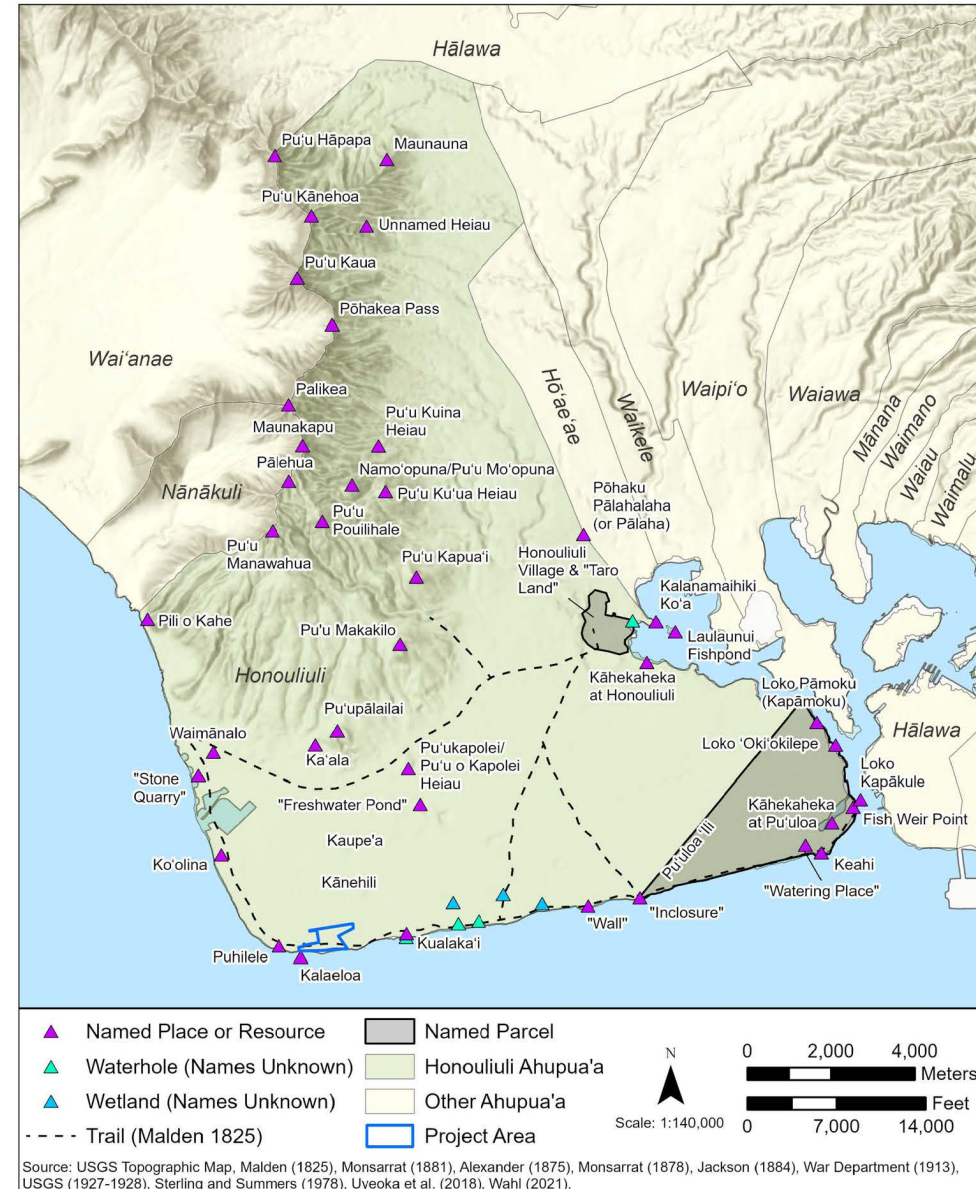 Hālawa
Pu‘u Hāpapa
Maunauna
Pu‘u Kānehoa
Unnamed Heiau
Pu‘u Kaua
Pōhakea Pass
Wai‘anae
Hō‘ae‘ae
Waikele
Waipi‘o
Waiawa
Mānana
Waimano
Waiau
Waimalu
Palikea
Maunakapu
Pu‘u Kuina
Heiau
Pālehua
Namo‘opuna/Pu‘u Mo‘opuna
Nānākuli
Pu‘u Ku‘ua Heiau
Pu‘u
Pouilihale
Pu‘u
Manawahua
Pōhaku
Pālahalaha
(or Pālaha)
Honouliuli
Village & "Taro
Land"
Pu‘u Kapua‘i
Kalanamaihiki
Ko‘a
Pili o Kahe
Pu'u Makakilo
Laulaunui
Fishpond
Honouliuli
Kāhekaheka
at Honouliuli
Loko Pāmoku
(Kapāmoku)
Pu‘upālailai
Hālawa
Waimānalo
Ka‘ala
Loko ‘Oki‘okilepe
"Stone
Quarry"
Pu‘ukapolei/
Pu‘u o Kapolei
Heiau
Loko
Kapākule
"Freshwater Pond"
Kāhekaheka
at Pu‘uloa
Fish Weir Point
Kaupe'a
Pu‘uloa ‘Ili
Ko‘olina
Keahi
Kānehili
"Watering Place"
"Inclosure"
"Wall"
Kualaka‘i
Puhilele
Kalaeloa
Named Place or Resource
Waterhole (Names Unknown)
Wetland (Names Unknown)
Trail (Malden 1825)
Named Parcel
Honouliuli Ahupua'a
Other Ahupua'a
Project Area
N
Scale: 1:140,000
0 2,000 4,000
Meters
Feet
0 7,000 14,000
Source: USGS Topographic Map, Malden (1825), Monsarrat (1881), Alexander (1875), Monsarrat (1878), Jackson (1884), War Department (1913),
USGS (1927-1928), Sterling and Summers (1978), Uyeoka et al. (2018), Wahl (2021).